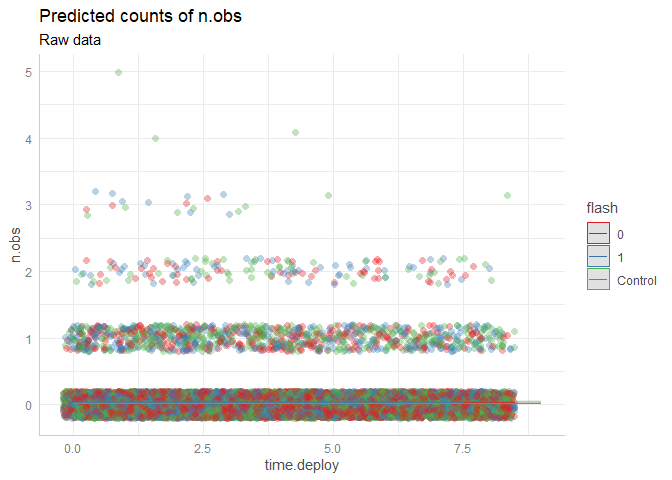 Predicted counts of n.obs
Raw data
5
4
3
2
1
0
n.obs
0.0 2.5 5.0 7.5
time.deploy
flash
0
1
Control